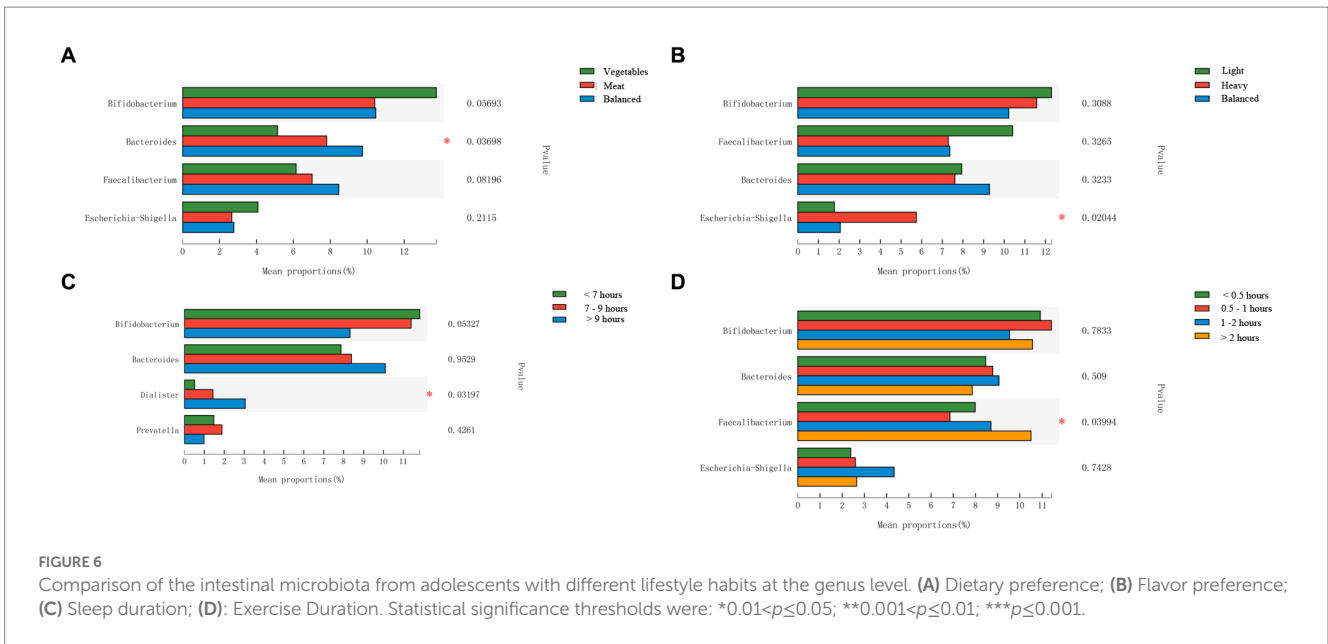 A
Vegetables
Meat
Balanced
Bifidobacterium
0.05693
Bacteroides
* 0.03698
Faecalibacterium
0.08196
Escherichia-Shigella
0.2115
Pvalue
0 2 4 6 8 10 12
Mean proportions(%)
B
Light
Heavy
Balanced
Bifidobacterium
0.3088
Faecalibacterium
0.3265
Bacteroides
0.3233
Escherichia-Shigella
* 0.02044
Pvalue
0 1 2 3 4 5 6 7 8 9 10 11 12
Mean proportions(%)
C
< 7 hours
7 - 9 hours
> 9 hours
Bifidobacterium
0.05327
Bacteroides
0.9529
Dialister
* 0.03197
Prevotella
0.4261
Pvalue
0 1 2 3 4 5 6 7 8 9 10 11
Mean proportions(%)
D
< 0.5 hours
0.5 - 1 hours
1 -2 hours
> 2 hours
Bifidobacterium
0.7833
Bacteroides
0.509
Faecalibacterium
* 0.03994
Escherichia-Shigella
0.7428
Pvalue
0 1 2 3 4 5 6 7 8 9 10 11
Mean proportions(%)
FIGURE 6
Comparison of the intestinal microbiota from adolescents with different lifestyle habits at the genus level. (A) Dietary preference; (B) Flavor preference;
(C) Sleep duration; (D): Exercise Duration. Statistical significance thresholds were: *0.01<p≤0.05; **0.001<p≤0.01; ***p≤0.001.